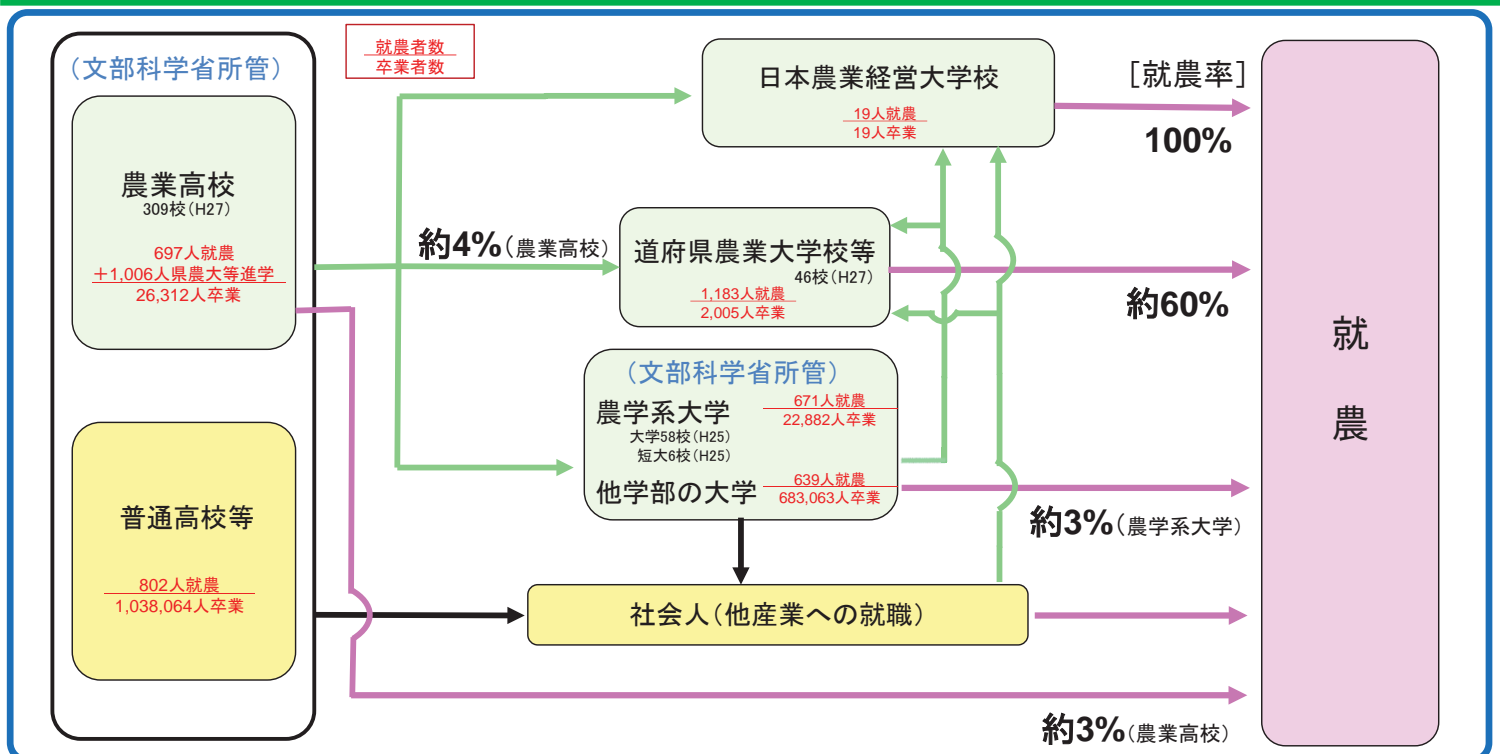 (文部科学省所管)
農業高校
309校(H27)
697人就農
+1,006人県農大等進学
26,312人卒業
普通高校等
802人就農
1,038,064人卒業
就農者数
卒業者数
約4%(農業高校)
日本農業経営大学校
19人就農
19人卒業
道府県農業大学校等
46校(H27)
1,183人就農
2,005人卒業
(文部科学省所管)
農学系大学
大学58校(H25)
短大6校(H25)
671人就農
22,882人卒業
他学部の大学
639人就農
683,063人卒業
社会人(他産業への就職)
[就農率]
100%
約60%
約3%(農学系大学)
約3%(農業高校)
就
農